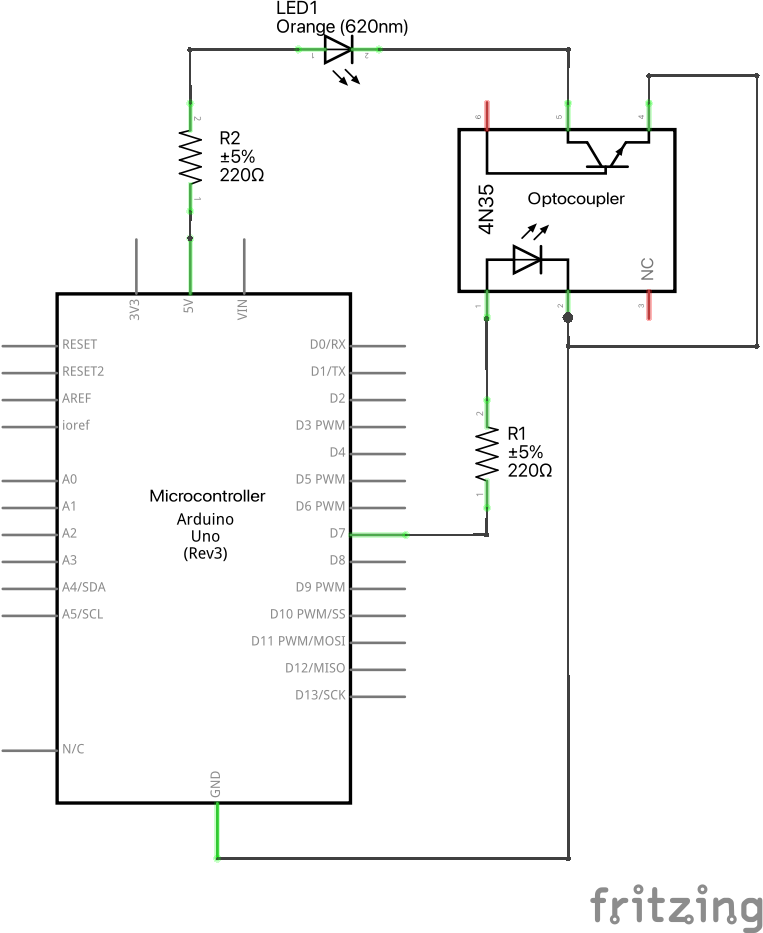 LED1
Orange (620nm)
1
2
2
R2
±5%
220Ω
1
6
5
4
4N35
Optocoupler
NC
1
2
3
3V3
5V
VIN
RESET
RESET2
AREF
ioref
A0
A1
A2
A3
A4/SDA
A5/SCL
N/C
D0/RX
D1/TX
D2
D3 PWM
D4
D5 PWM
D6 PWM
D7
D8
D9 PWM
D10 PWM/SS
D11 PWM/MOSI
D12/MISO
D13/SCK
Microcontroller
Arduino
Uno
(Rev3)
GND
2
R1
±5%
220Ω
1
fritzing